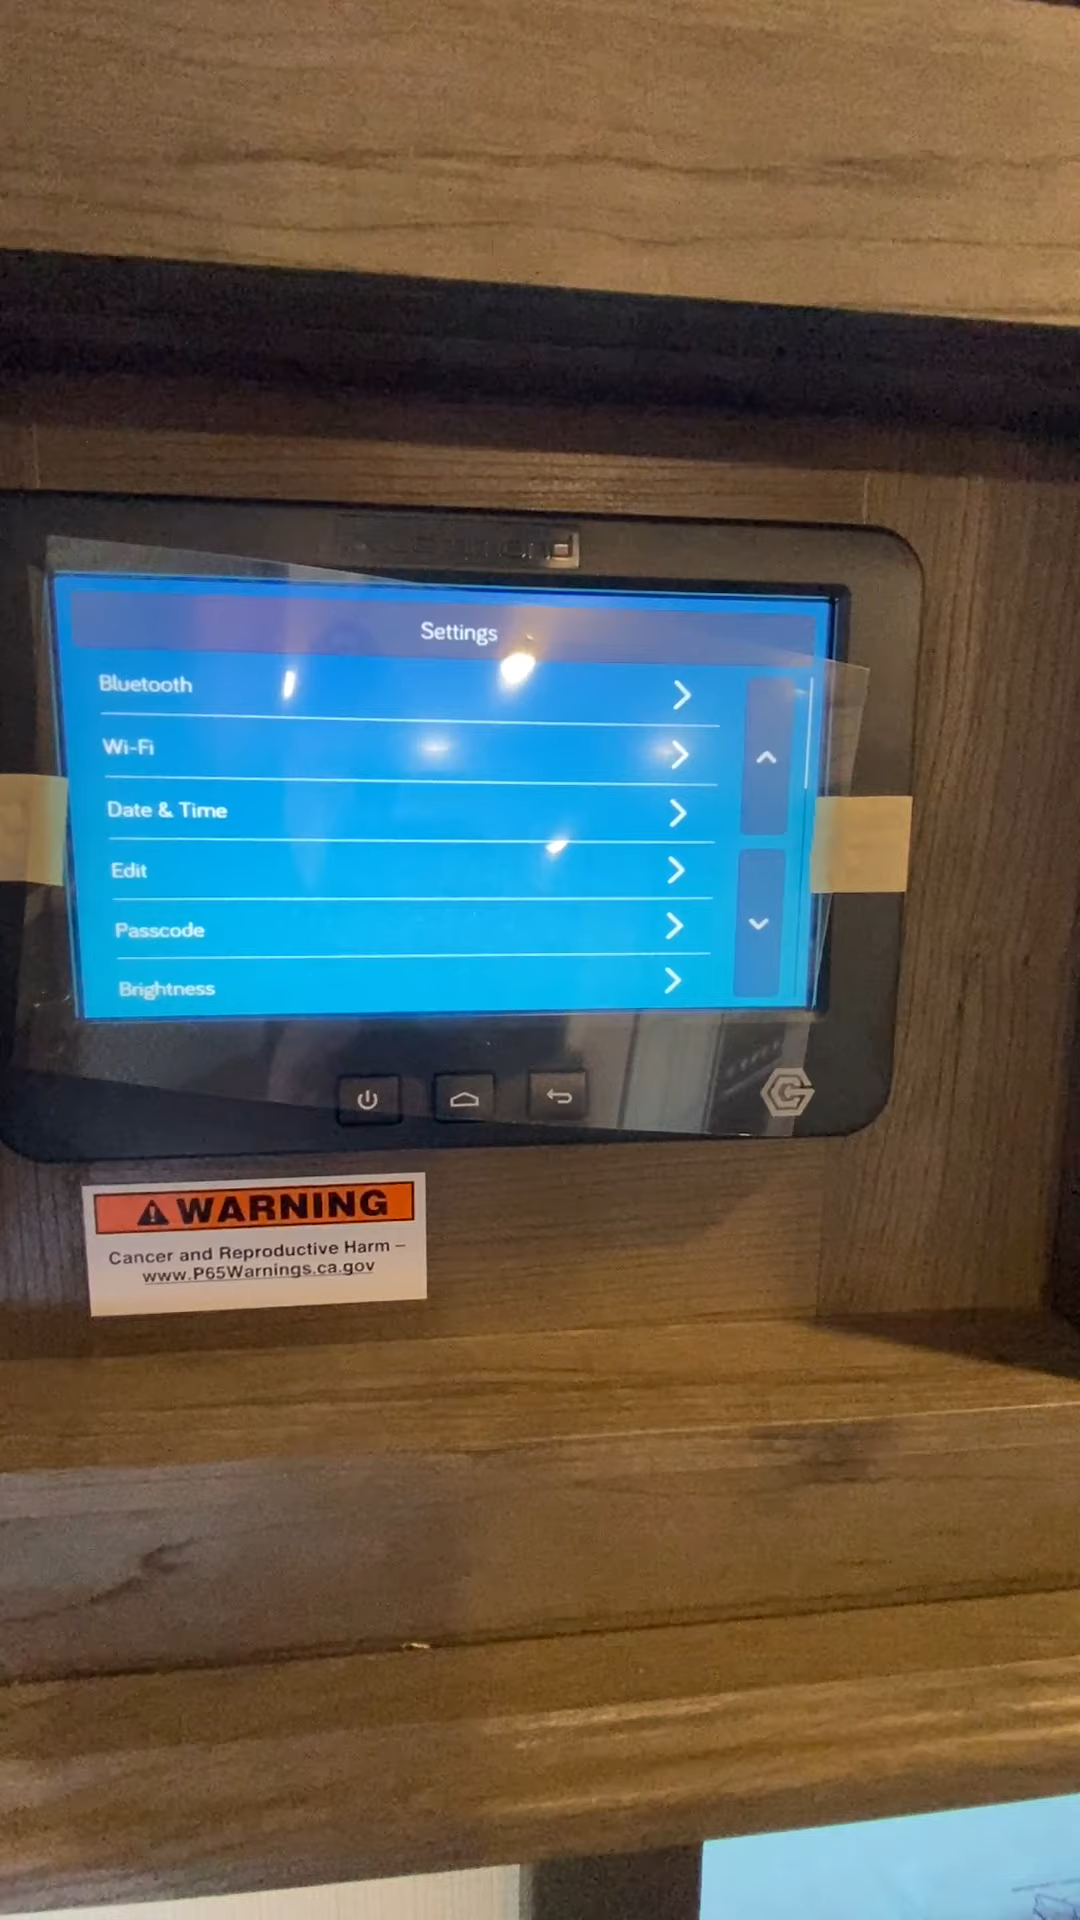 Settings
Bluetooth
Wi-Fi
Date & Time
Edit
Passcode
Brightness
WARNING
Cancer and Reproductive Harm –
www.P65Warnings.ca.gov